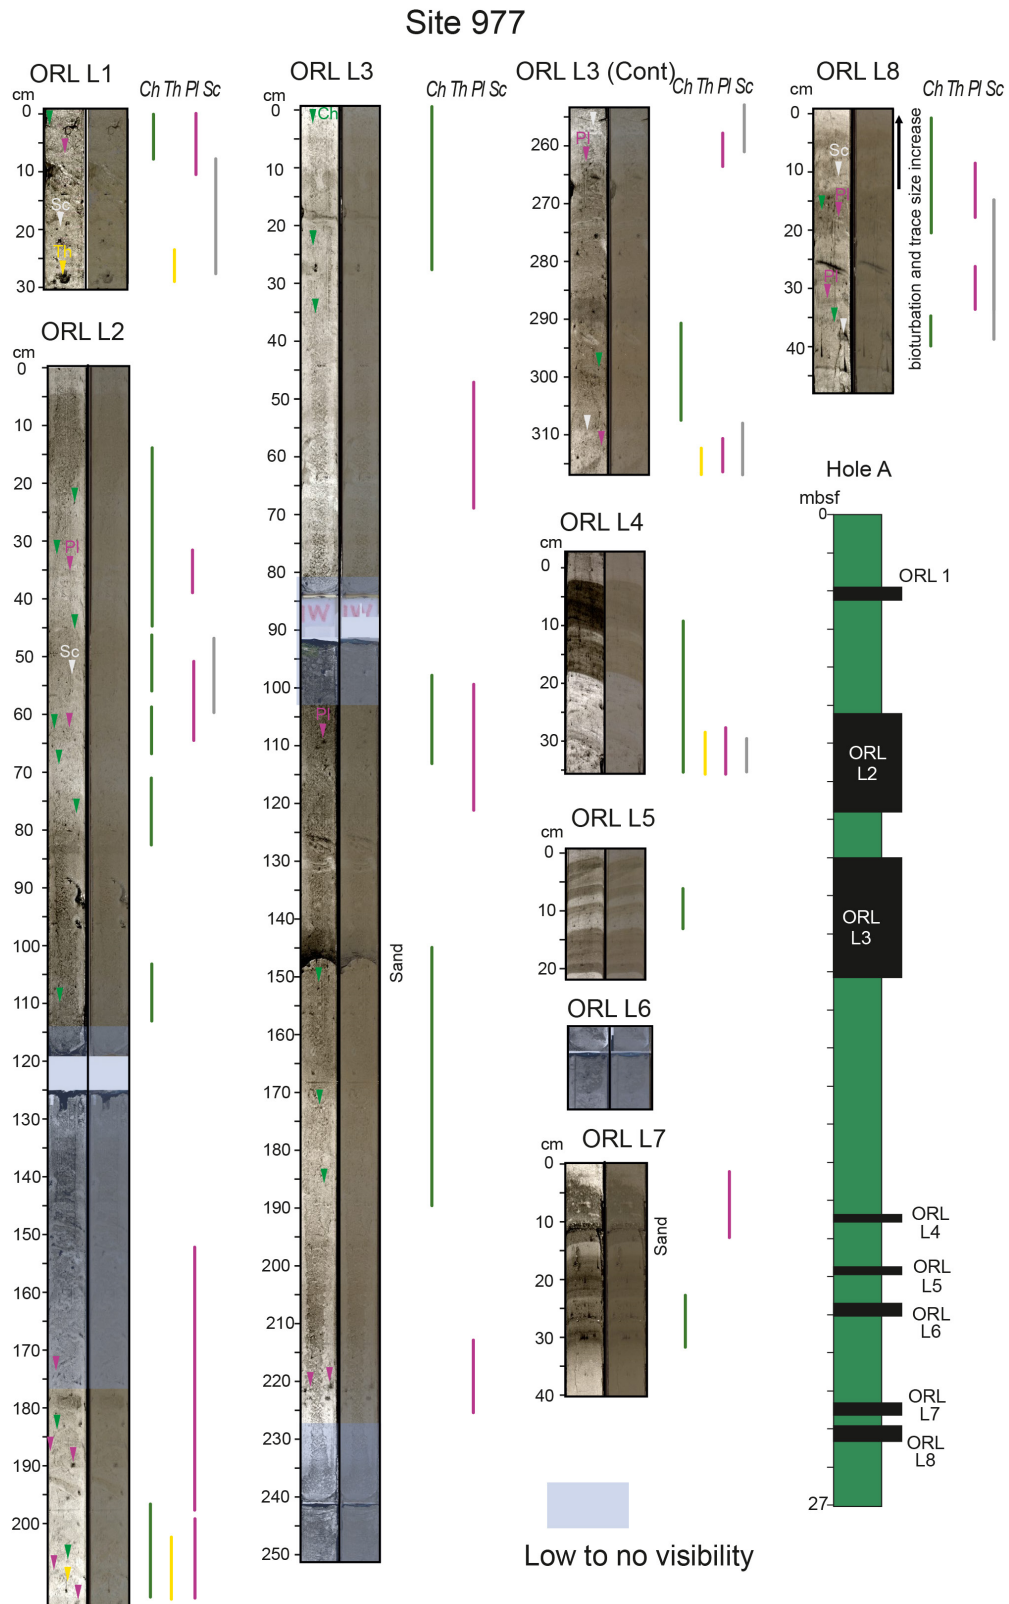 Site 977
ORL L1
cm
Ch Th Pl Sc
0
10
20
30
Sc
Th
ORL L2
cm
0
10
20
30
40
50
60
70
80
90
100
110
120
130
140
150
160
170
180
190
200
Pl
Sc
ORL L3
cm
Ch Th Pl Sc
0
10
20
30
40
50
60
70
80
90
100
110
120
130
140
150
160
170
180
190
200
210
220
230
240
250
Ch
IW IW
Pl
Sand
ORL L3 (Cont)
Ch Th Pl Sc
260
270
280
290
300
310
Pl
ORL L4
cm
0
10
20
30
ORL L5
cm
0
10
20
ORL L6
ORL L7
cm
0
10
20
30
40
Sand
Low to no visibility
ORL L8
cm
Ch Th Pl Sc
0
10
20
30
40
Sc
Pl
Pl
bioturbation and trace size increase
Hole A
mbsf
0
ORL 1
ORL
L2
ORL
L3
ORL
L4
ORL
L5
ORL
L6
ORL
L7
ORL
L8
27